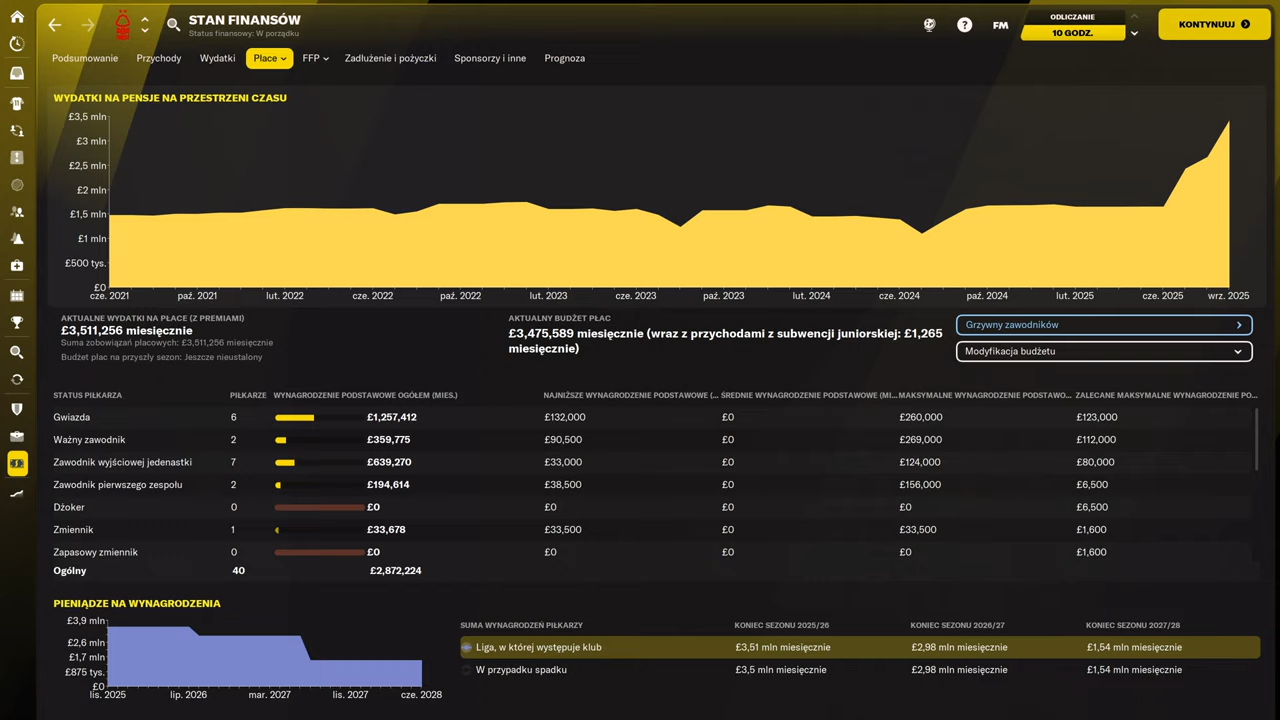 STAN FINANSÓW
Status finansowy: W porządku
FM
ODLICZANIE
10 GODZ.
KONTYNUUJ
Podsumowanie Przychody Wydatki Płace FFP Zadłużenie i pożyczki Sponsorzy i inne Prognoza
WYDATKI NA PENSJE NA PRZESTRZENI CZASU
£3,5 mln
£3 mln
£2,5 mln
£2 mln
£1,5 mln
£1 mln
£500 tys.
£0
cze. 2021 paź. 2021 lut. 2022 cze. 2022 paź. 2022 lut. 2023 cze. 2023 paź. 2023 lut. 2024 cze. 2024 paź. 2024 lut. 2025 cze. 2025 wrz. 2025
AKTUALNE WYDATKI NA PŁACE (Z PREMIAMI)
£3,511,256 miesięcznie
Suma zobowiązań płacowych: £3,511,256 miesięcznie
Budżet płac na przyszły sezon: Jeszcze nieustalony
AKTUALNY BUDŻET PŁAC
£3,475,589 miesięcznie (wraz z przychodami z subwencji juniorskiej: £1,265
miesięcznie)
Grzywny zawodników
Modyfikacja budżetu
STATUS PIŁKARZA PIŁKARZE WYNAGRODZENIE PODSTAWOWE OGÓŁEM (MIES.) NAJNIŻSZE WYNAGRODZENIE PODSTAWOWE (... ŚREDNIE WYNAGRODZENIE PODSTAWOWE (MI... MAKSYMALNE WYNAGRODZENIE PODSTAWO... ZALECANE MAKSYMALNE WYNAGRODZENIE PO...
Gwiazda 6 £1,257,412 £132,000 £0 £260,000 £123,000
Ważny zawodnik 2 £359,775 £90,500 £0 £269,000 £112,000
Zawodnik wyjściowej jedenastki 7 £639,270 £33,000 £0 £124,000 £80,000
Zawodnik pierwszego zespołu 2 £194,614 £38,500 £0 £156,000 £6,500
Dżoker 0 £0 £0 £0 £0 £6,500
Zmiennik 1 £33,678 £33,500 £0 £33,500 £1,600
Zapasowy zmiennik 0 £0 £0 £0 £0 £1,600
Ogólny 40 £2,872,224
PIENIĄDZE NA WYNAGRODZENIA
£3,9 mln
£2,6 mln
£1,7 mln
£875 tys.
£0
lis. 2025 lip. 2026 mar. 2027 lis. 2027 cze. 2028
SUMA WYNAGRODZEŃ PIŁKARZY KONIEC SEZONU 2025/26 KONIEC SEZONU 2026/27 KONIEC SEZONU 2027/28
Liga, w której występuje klub £3,51 mln miesięcznie £2,98 mln miesięcznie £1,54 mln miesięcznie
W przypadku spadku £3,5 mln miesięcznie £2,98 mln miesięcznie £1,54 mln miesięcznie